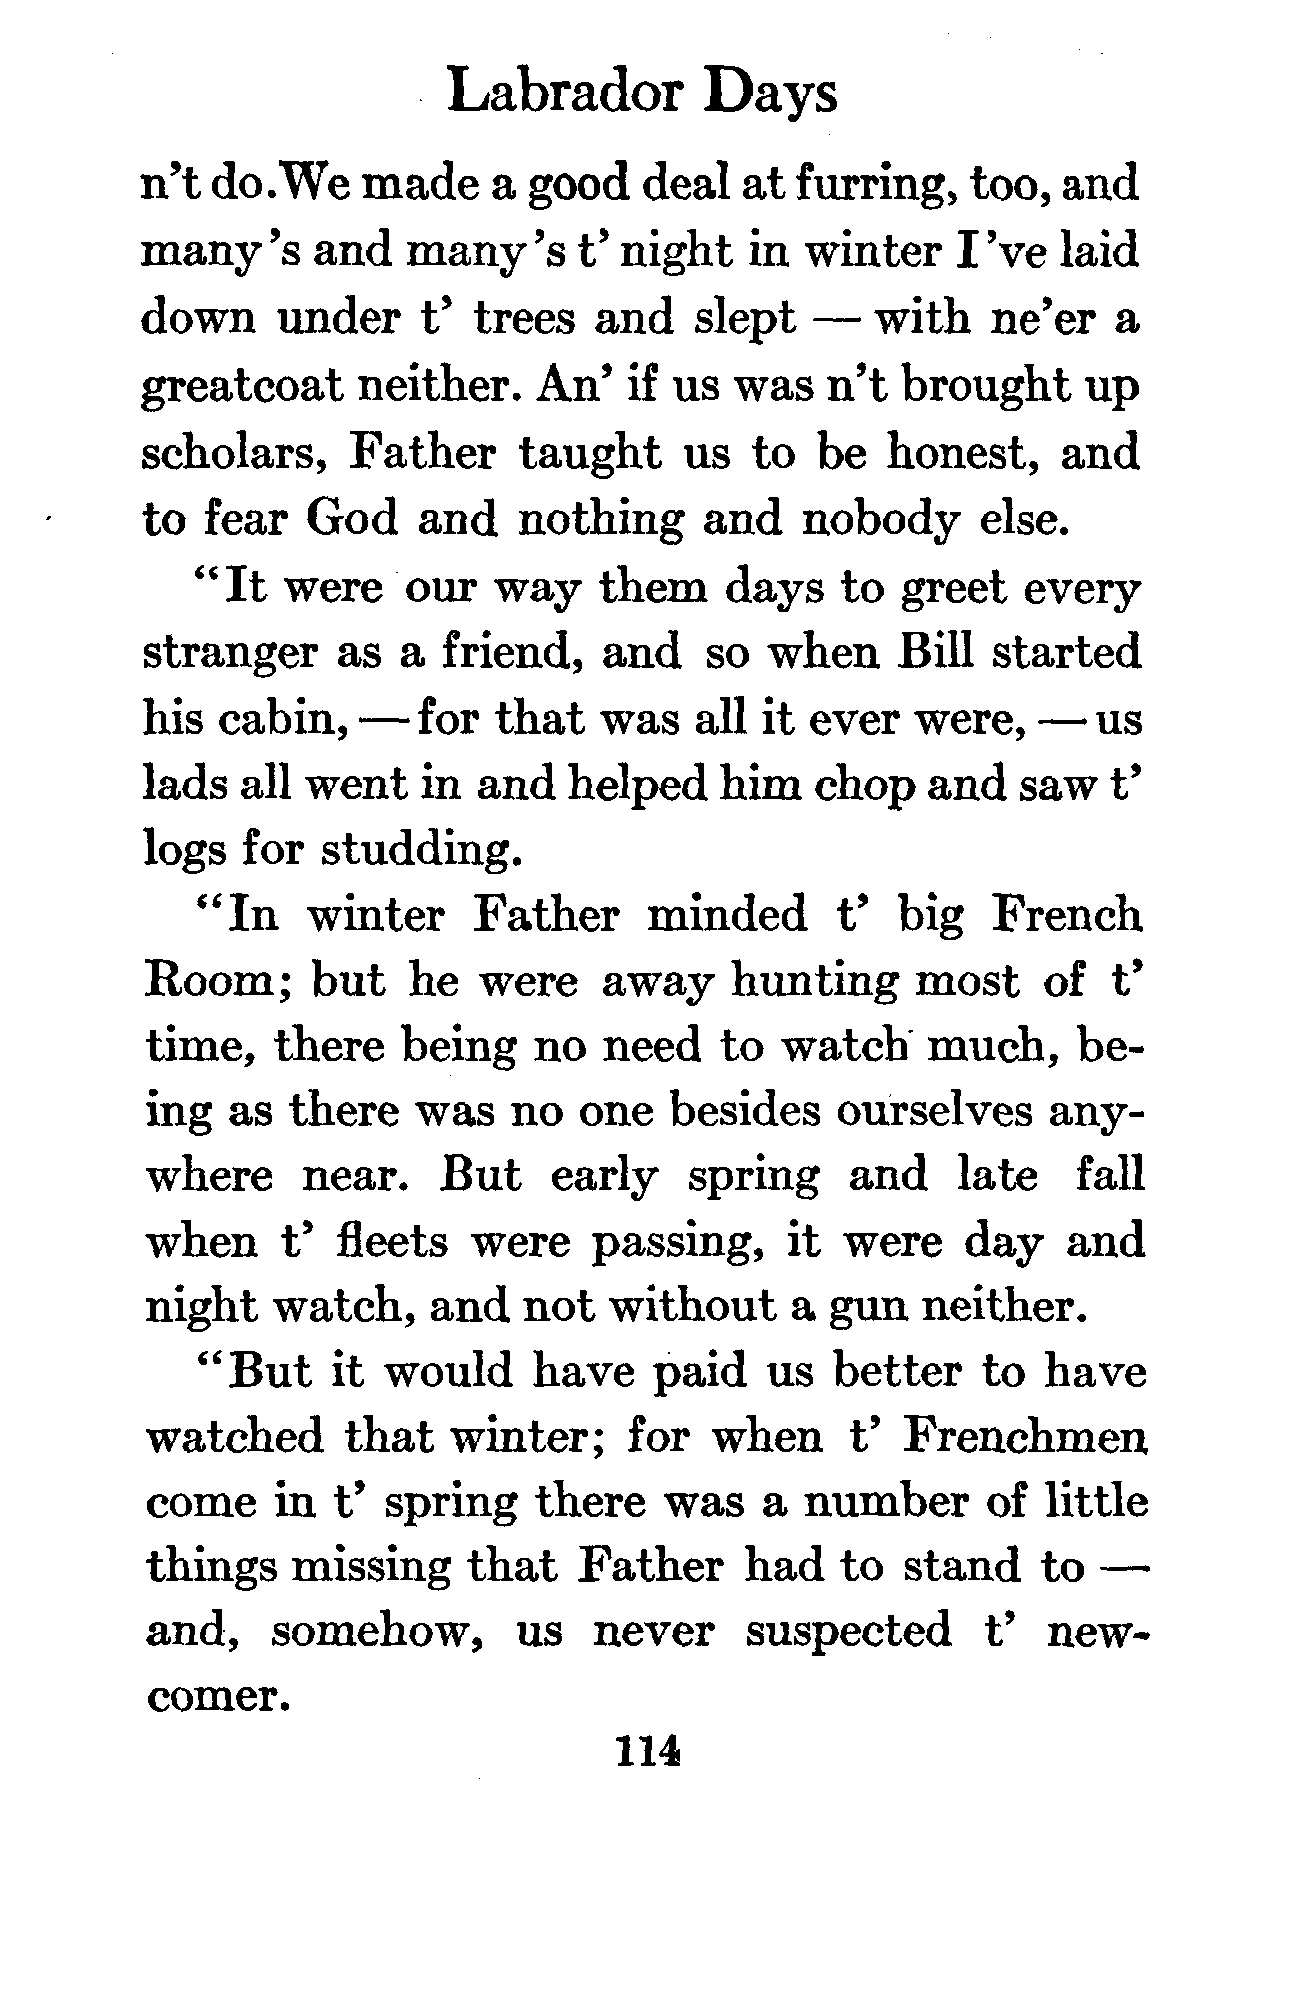 Labrador Days
n't do. We made a good deal at furring, too, and
many's and many's t' night in winter I've laid
down under t' trees and slept — with ne'er a
greatcoat neither. An' if us was n't brought up
scholars, Father taught us to be honest, and
to fear God and nothing and nobody else.
"It were our way them days to greet every
stranger as a friend, and so when Bill started
his cabin, — for that was all it ever were, — us
lads all went in and helped him chop and saw t'
logs for studding.
"In winter Father minded t' big French
Room; but he were away hunting most of t'
time, there being no need to watch much, be-
ing as there was no one besides ourselves any-
where near. But early spring and late fall
when t' fleets were passing, it were day and
night watch, and not without a gun neither.
"But it would have paid us better to have
watched that winter; for when t' Frenchmen
come in t' spring there was a number of little
things missing that Father had to stand to —
and, somehow, us never suspected t' new-
comer.
114